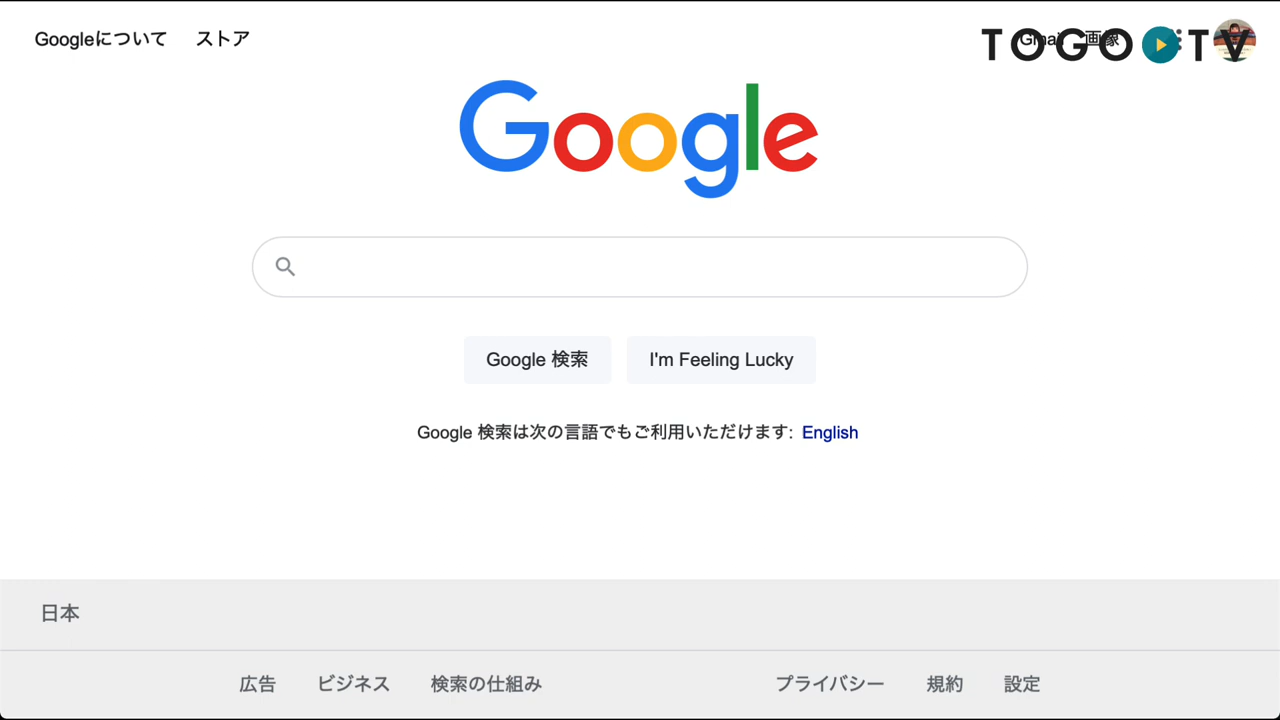 Googleについて ストア Gmail 画像
TOGO TV
Google
Google 検索 I'm Feeling Lucky
Google 検索は次の言語でもご利用いただけます: English
日本
広告 ビジネス 検索の仕組み プライバシー 規約 設定